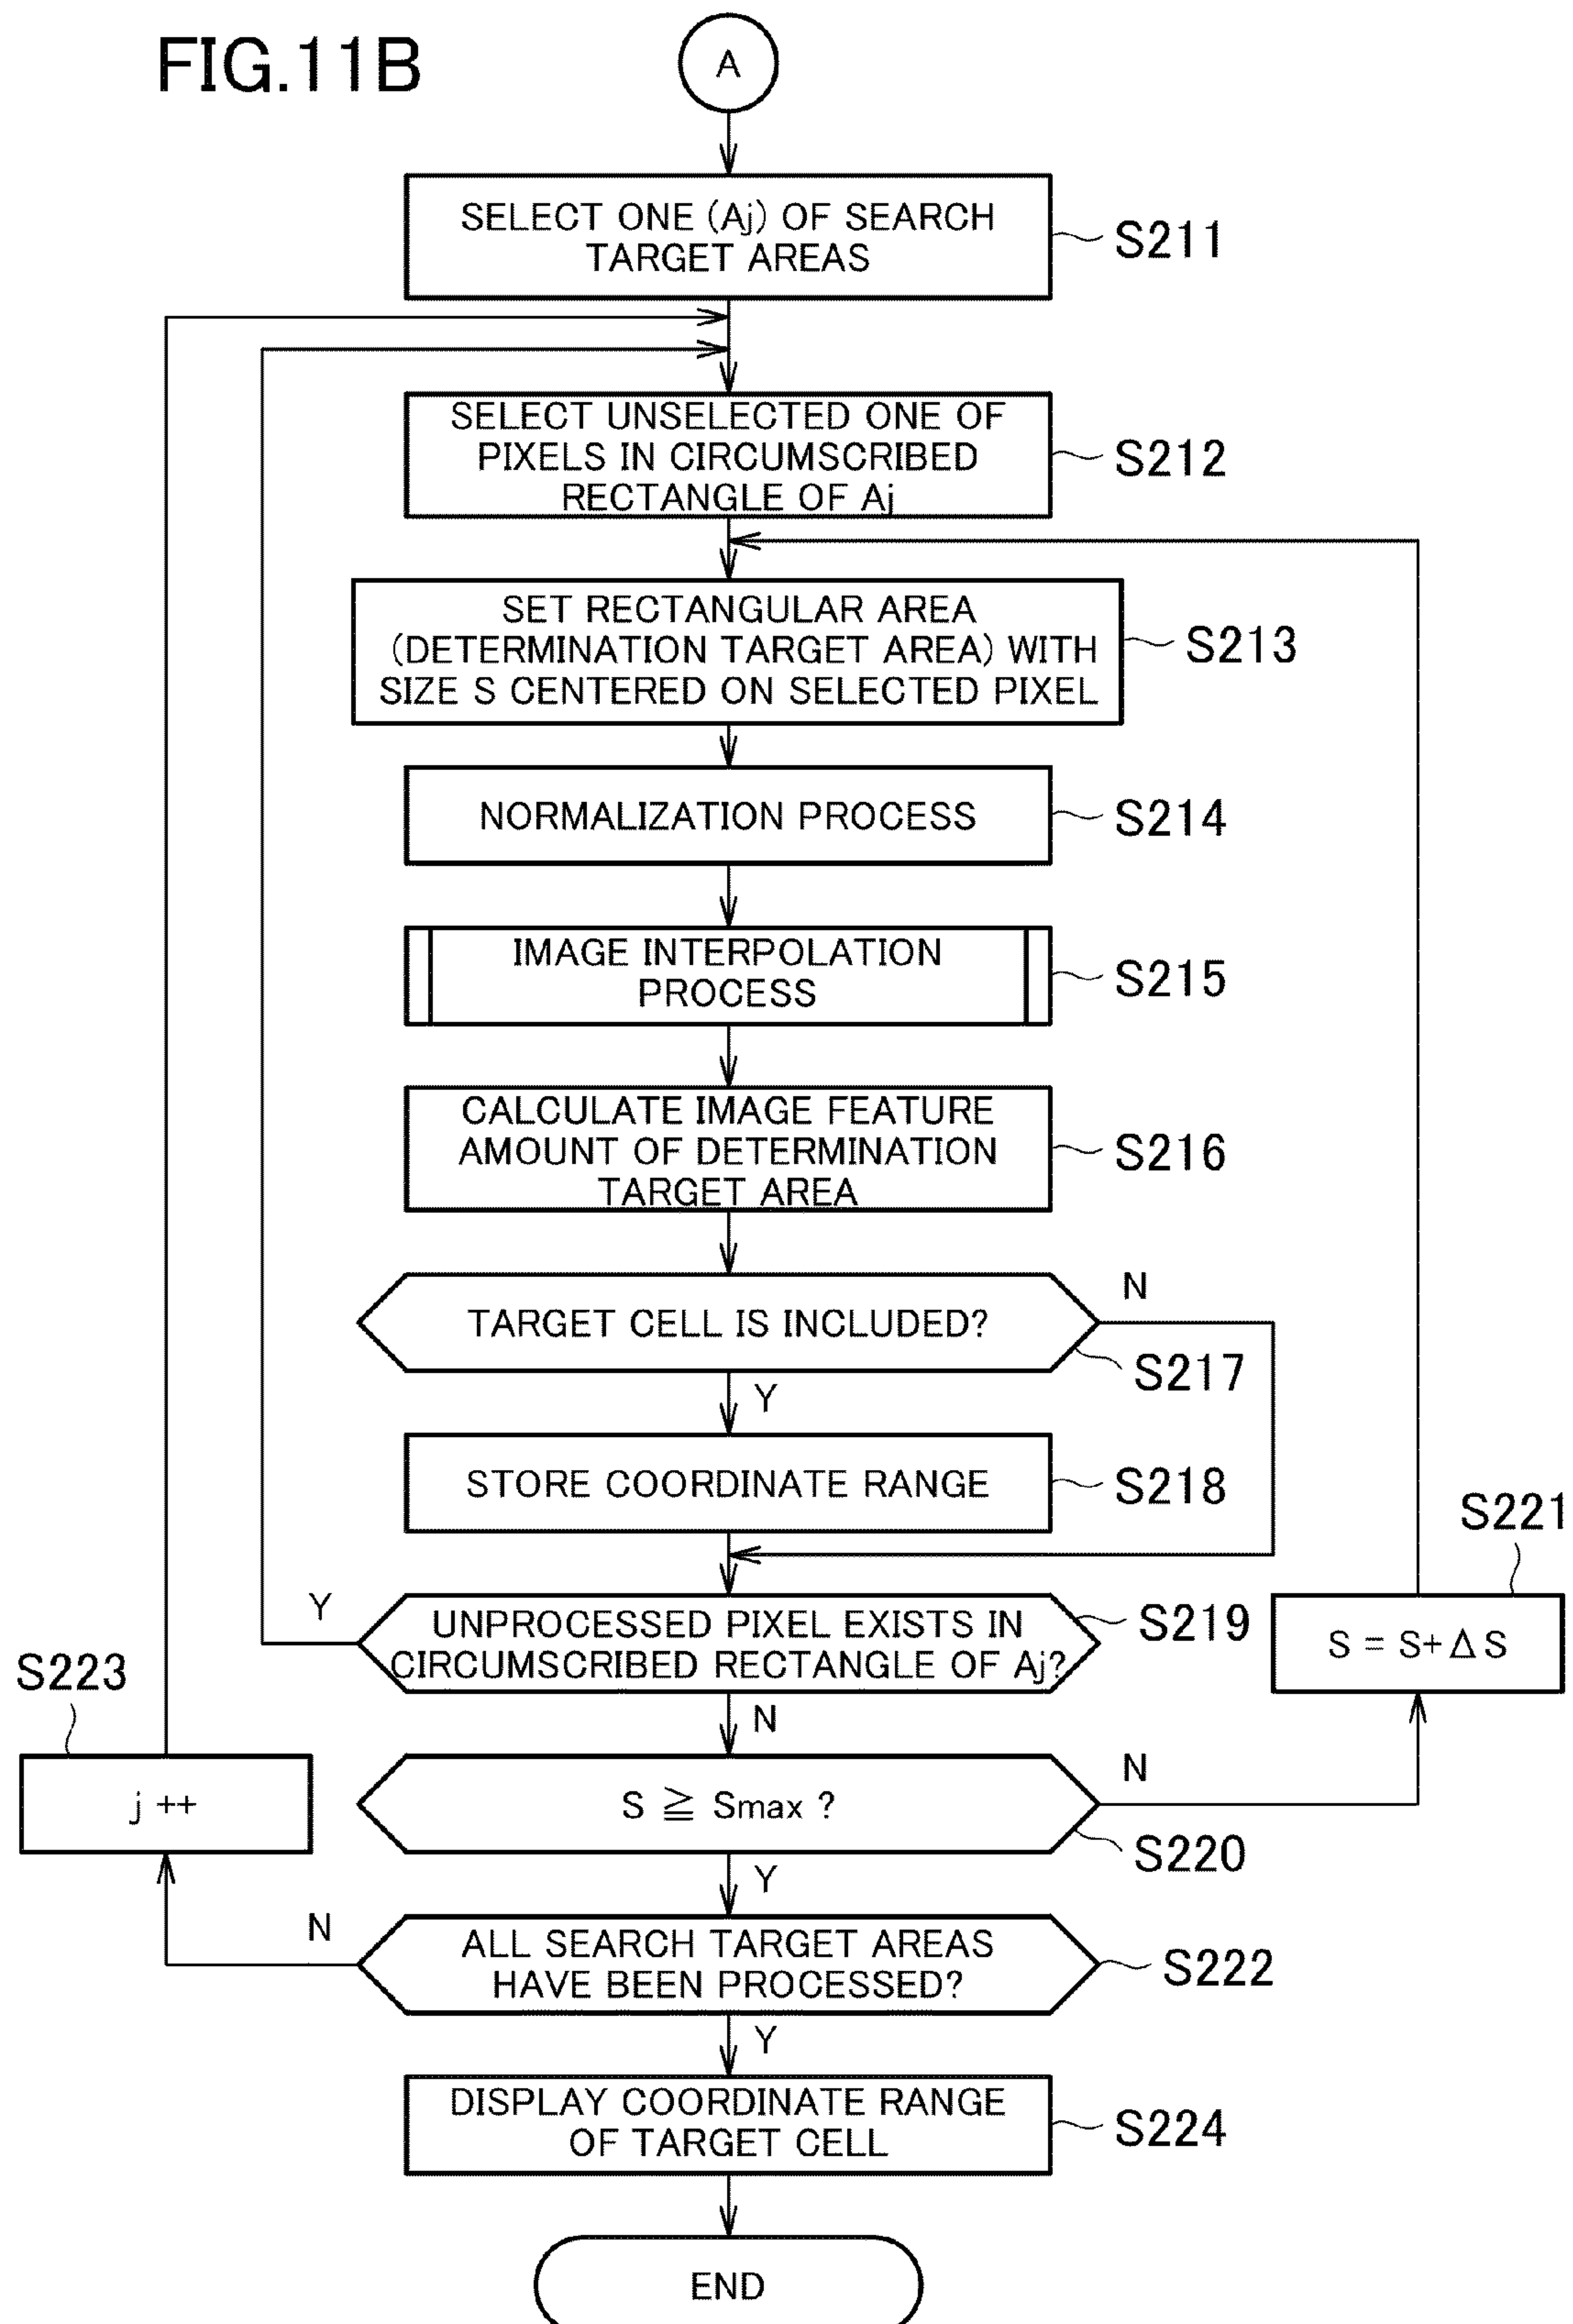 FIG.11B
A
SELECT ONE (Aj) OF SEARCH
TARGET AREAS
S211
SELECT UNSELECTED ONE OF
PIXELS IN CIRCUMSCRIBED
RECTANGLE OF Aj
S212
SET RECTANGULAR AREA
(DETERMINATION TARGET AREA) WITH
SIZE S CENTERED ON SELECTED PIXEL
S213
NORMALIZATION PROCESS
S214
IMAGE INTERPOLATION
PROCESS
S215
CALCULATE IMAGE FEATURE
AMOUNT OF DETERMINATION
TARGET AREA
S216
TARGET CELL IS INCLUDED?
N
S217
Y
STORE COORDINATE RANGE
S218
S221
Y
UNPROCESSED PIXEL EXISTS IN
CIRCUMSCRIBED RECTANGLE OF Aj?
S219
S = S+ΔS
S223
N
j ++
S ≧ Smax ?
N
S220
Y
N
ALL SEARCH TARGET AREAS
HAVE BEEN PROCESSED?
S222
Y
DISPLAY COORDINATE RANGE
OF TARGET CELL
S224
END